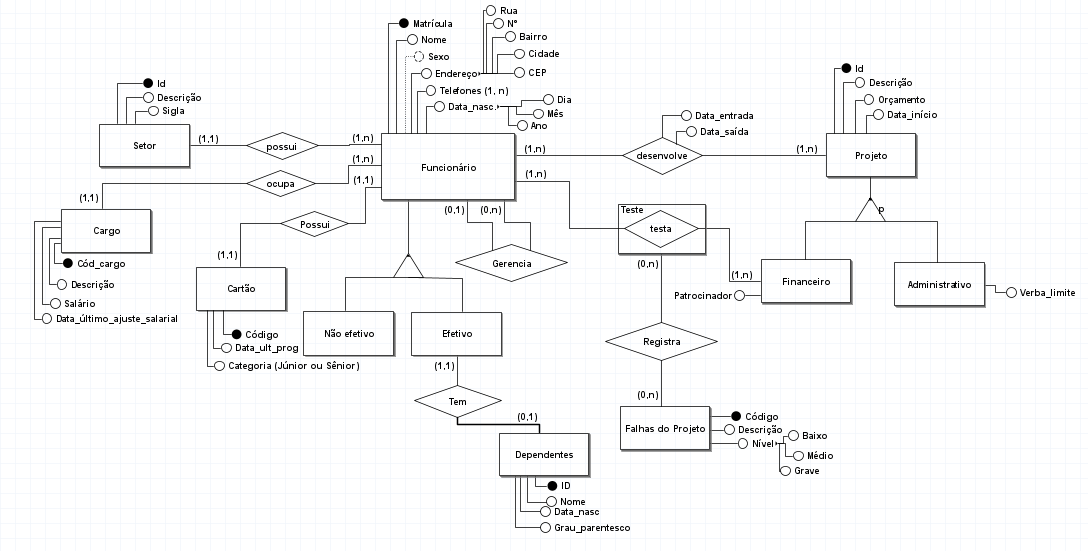 Rua
Matrícula
N°
Nome
Bairro
Sexo
Cidade
Endereço
CEP
Id
Id
Descrição
Telefones (1, n)
Descrição
Sigla
Data_nasc.
Dia
Orçamento
Mês
Data_entrada
Data_início
Ano
Data_saída
Setor
(1,1)
possui
(1,n)
Funcionário
(1,n)
desenvolve
(1,n)
Projeto
(1,n)
ocupa
(1,n)
(1,1)
(1,1)
Cargo
Possui
(0,1)
(0,n)
Teste
testa
p
Cód_cargo
(1,1)
Gerencia
(0,n)
(1,n)
Descrição
Cartão
Financeiro
Administrativo
Salário
Patrocinador
Verba_limite
Data_último_ajuste_salarial
Código
Não efetivo
Efetivo
Data_ult_prog
Registra
Categoria (Júnior ou Sênior)
(1,1)
Tem
(0,n)
(0,1)
Código
Falhas do Projeto
Descrição
Baixo
Nível
Dependentes
Médio
Grave
ID
Nome
Data_nasc
Grau_parentesco